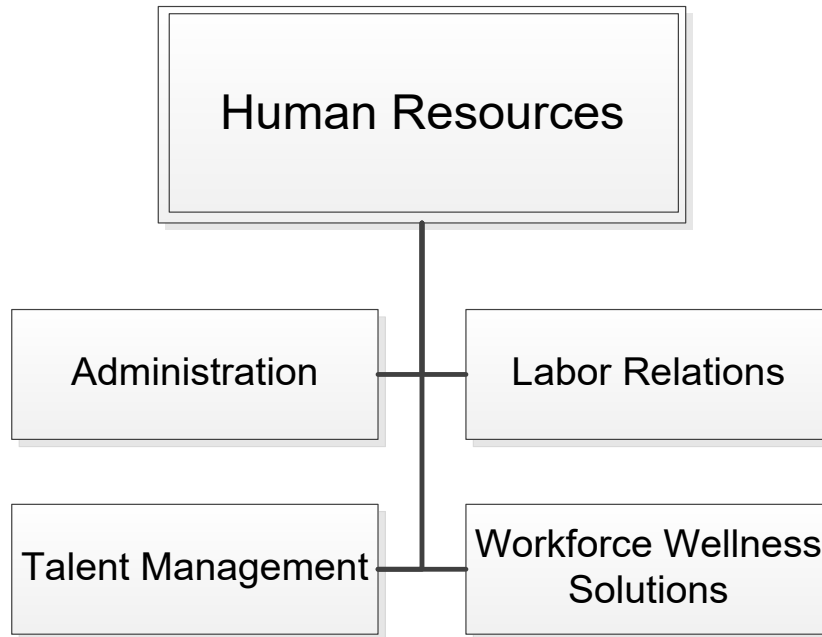 Human Resources
Administration
Labor Relations
Talent Management
Workforce Wellness
Solutions